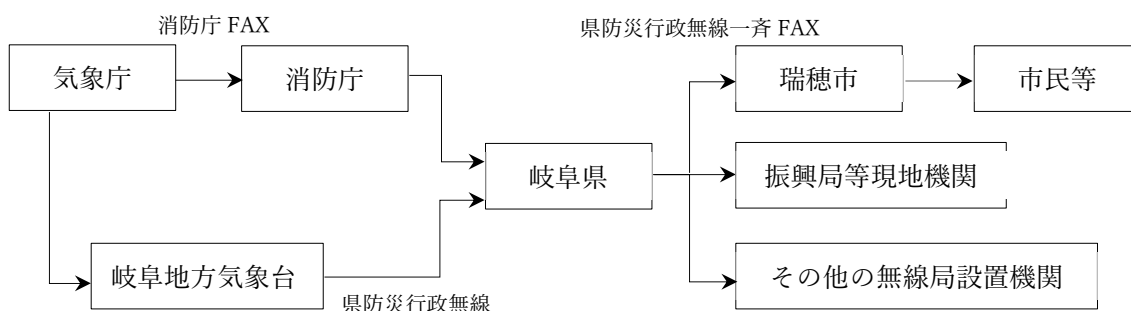 消防庁 FAX
県防災行政無線一斉 FAX
気象庁
消防庁
瑞穂市
市民等
岐阜県
振興局等現地機関
岐阜地方気象台
その他の無線局設置機関
県防災行政無線